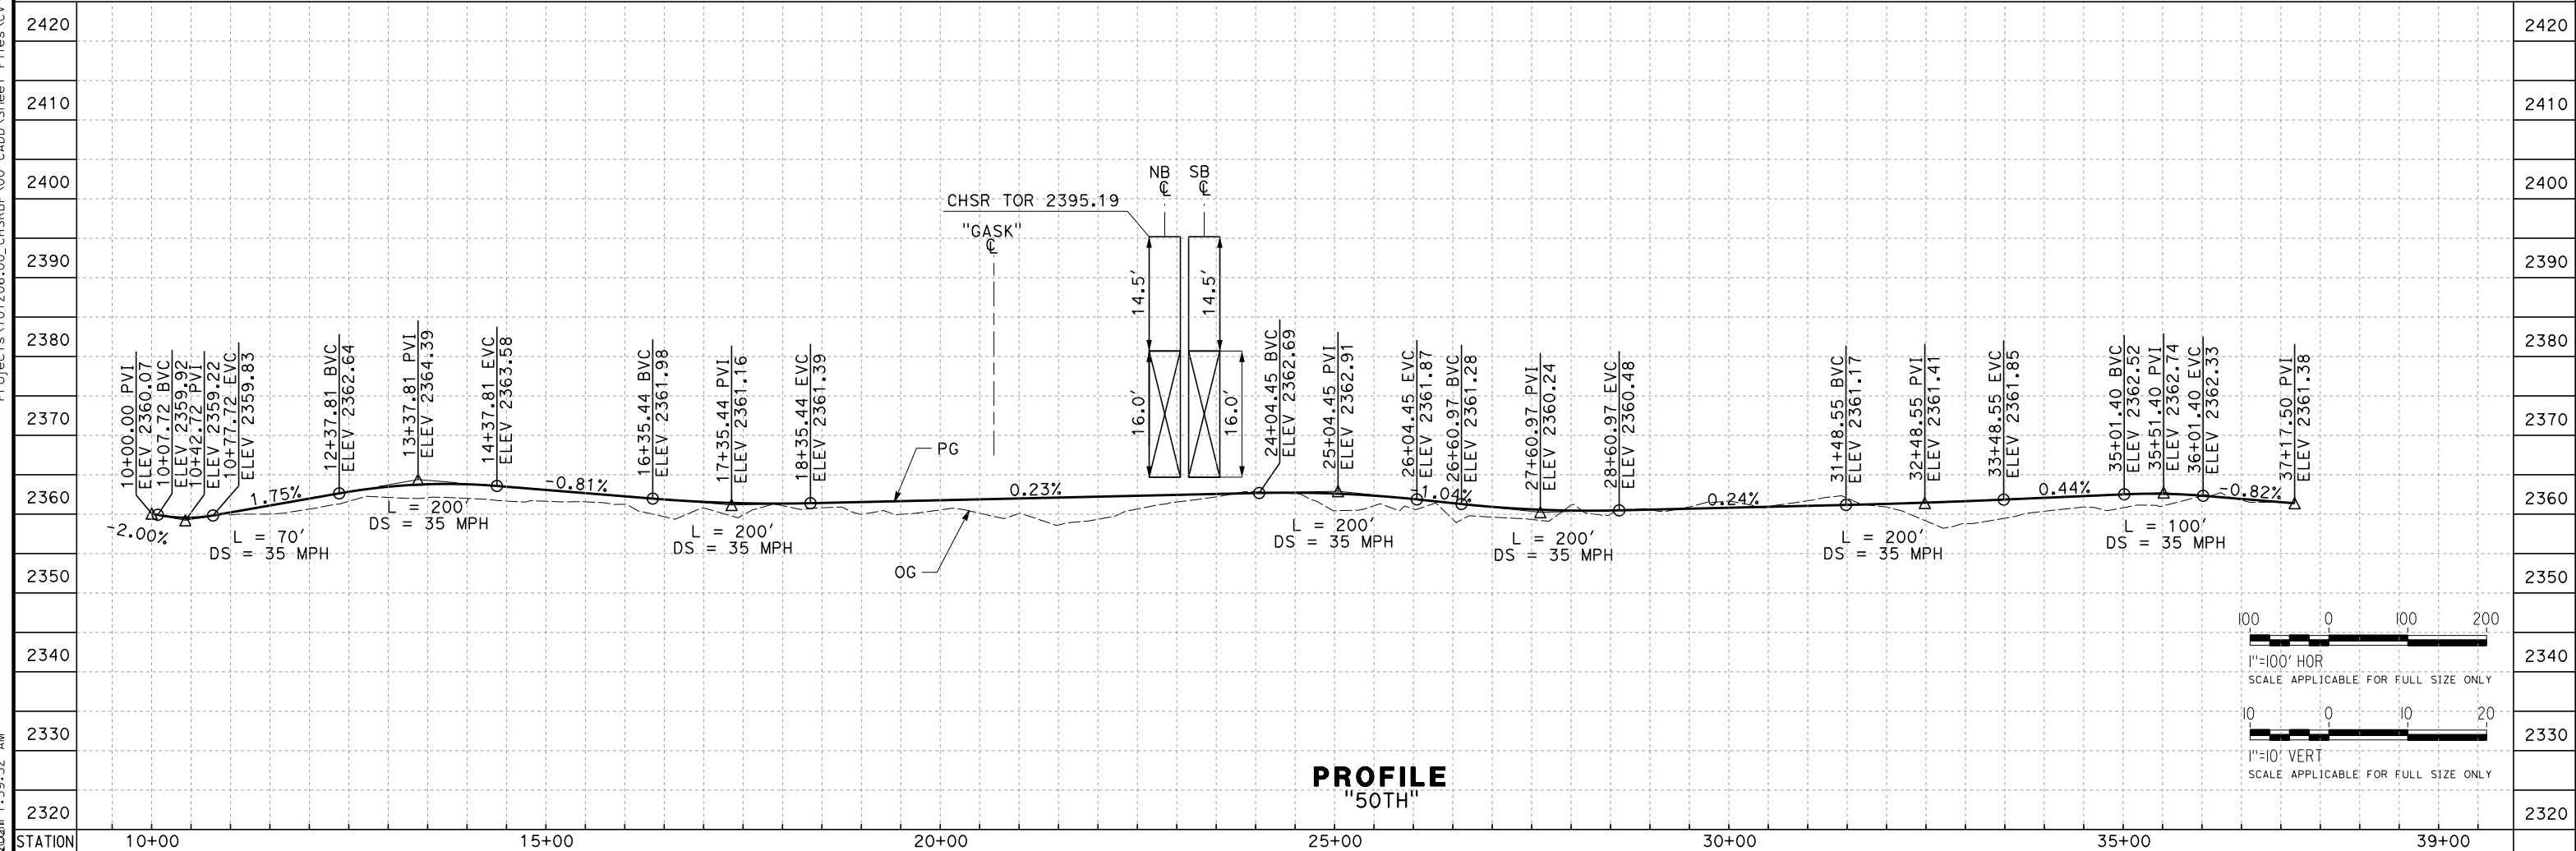 2420 2420
2410 2410
2400 2400
2390 2390
2380 2380
2370 2370
2360 2360
2350 2350
2340 2340
2330 2330
2320 2320
NB SB
℄ ℄
CHSR TOR 2395.19
"GASK"
℄
14.5′ 14.5′
16.0′ 16.0′
10+00.00 PVI
ELEV 2360.07
10+07.72 BVC
ELEV 2359.92
10+42.72 PVI
ELEV 2359.22
10+77.72 EVC
ELEV 2359.83
12+37.81 BVC
ELEV 2362.64
13+37.81 PVI
ELEV 2364.39
14+37.81 EVC
ELEV 2363.58
16+35.44 BVC
ELEV 2361.98
17+35.44 PVI
ELEV 2361.16
18+35.44 EVC
ELEV 2361.39
24+04.45 BVC
ELEV 2362.69
25+04.45 PVI
ELEV 2362.91
26+04.45 EVC
ELEV 2361.87
26+60.97 BVC
ELEV 2361.28
27+60.97 PVI
ELEV 2360.24
28+60.97 EVC
ELEV 2360.48
31+48.55 BVC
ELEV 2361.17
32+48.55 PVI
ELEV 2361.41
33+48.55 EVC
ELEV 2361.85
35+01.40 BVC
ELEV 2362.52
35+51.40 PVI
ELEV 2362.74
36+01.40 EVC
ELEV 2362.33
37+17.50 PVI
ELEV 2361.38
-2.00%
1.75%
-0.81%
0.23%
1.04%
0.24%
0.44%
-0.82%
PG
OG
L = 70′
DS = 35 MPH
L = 200′
DS = 35 MPH
L = 200′
DS = 35 MPH
L = 200′
DS = 35 MPH
L = 200′
DS = 35 MPH
L = 200′
DS = 35 MPH
L = 100′
DS = 35 MPH
100 0 100 200
1"=100′ HOR
SCALE APPLICABLE FOR FULL SIZE ONLY
10 0 10 20
1"=10′ VERT
SCALE APPLICABLE FOR FULL SIZE ONLY
PROFILE
"50TH"
STATION 10+00 15+00 20+00 25+00 30+00 35+00 39+00